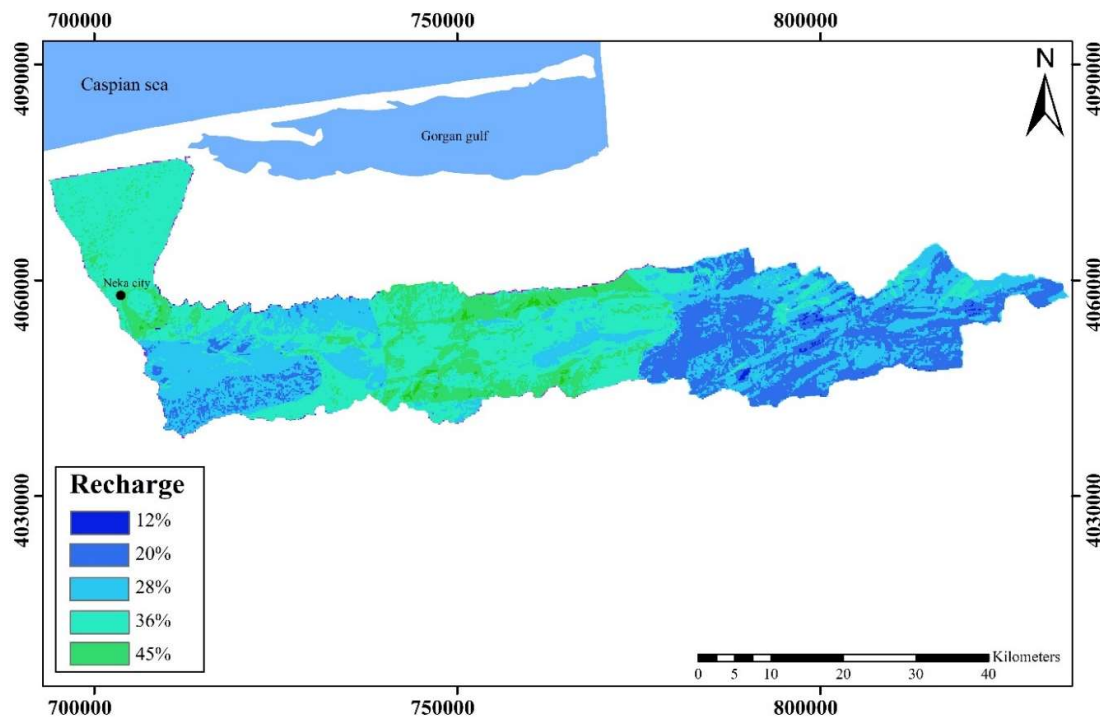 700000 750000 800000
4090000 4090000
N
Caspian sea
Gorgan gulf
Neka city
4060000 4060000
Recharge
12%
20%
28%
36%
45%
4030000 4030000
Kilometers
0 5 10 20 30 40
700000 750000 800000